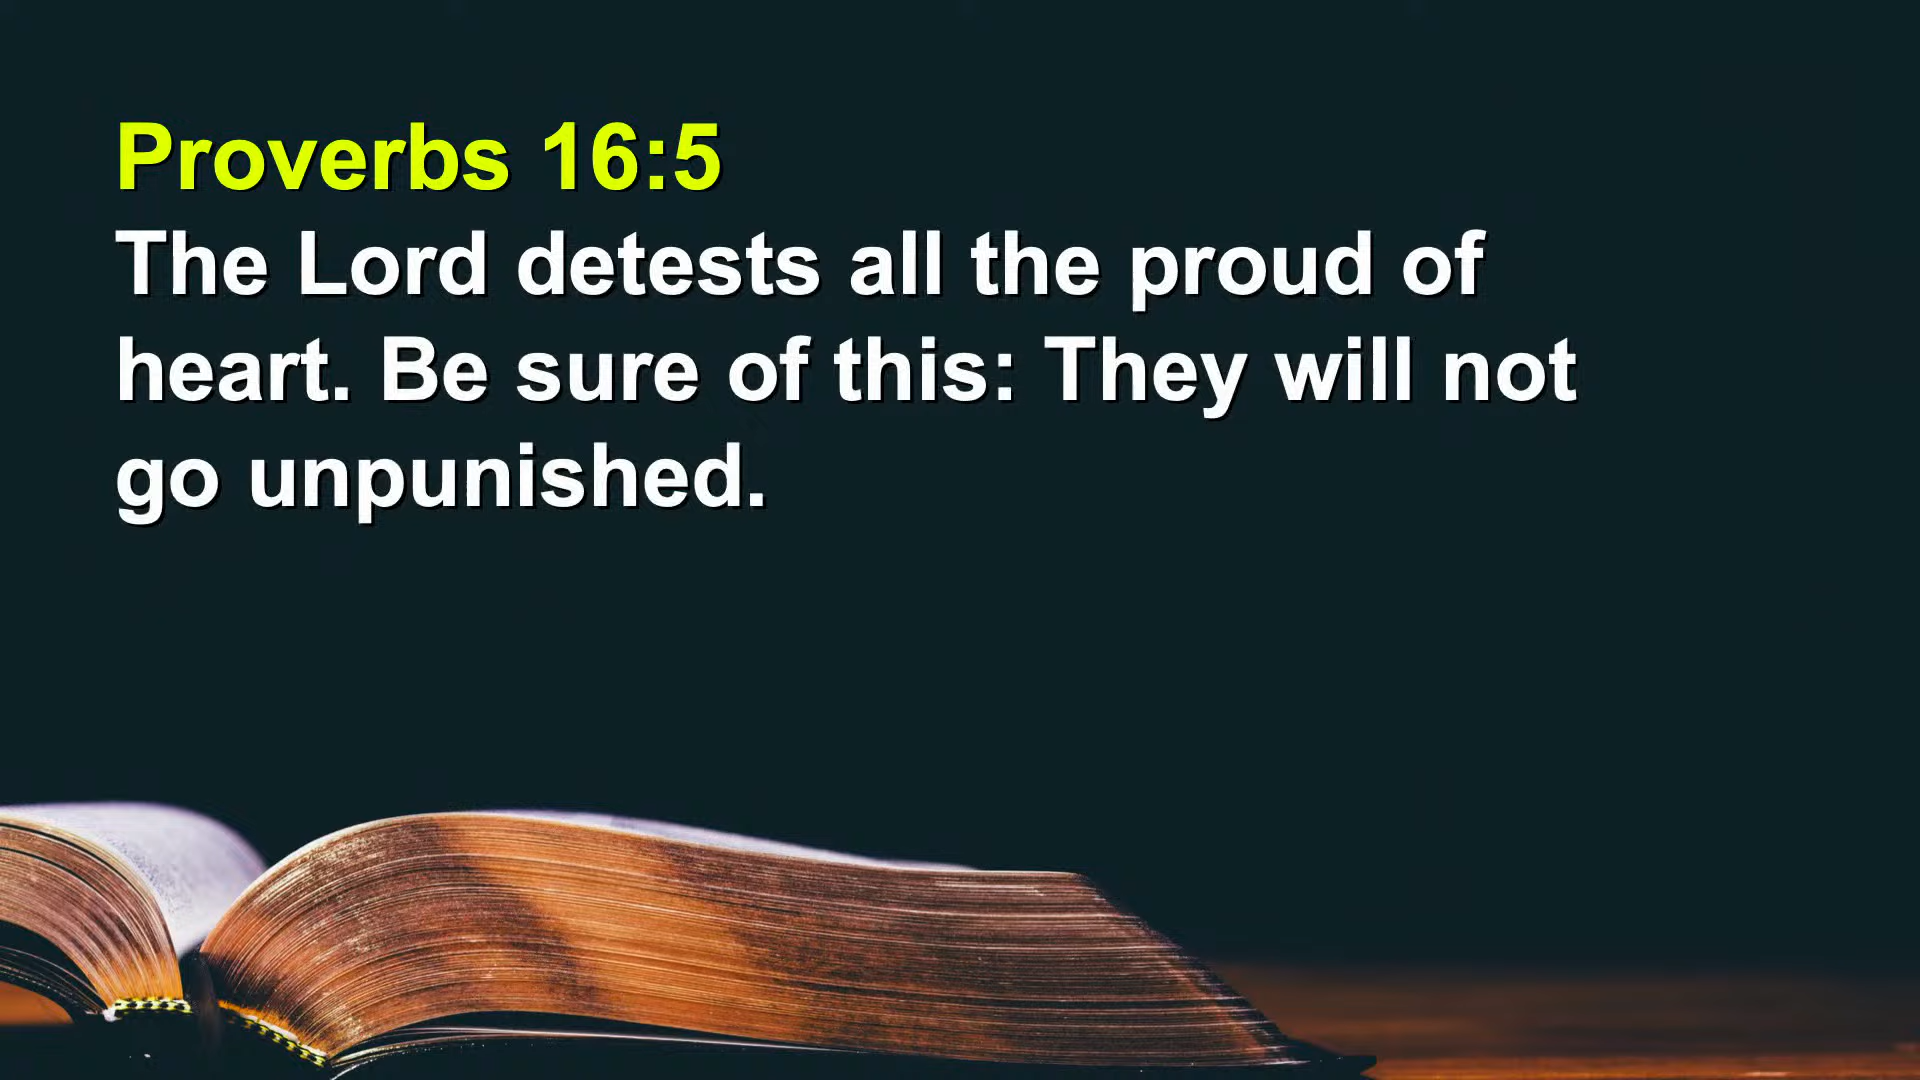 Proverbs 16:5
The Lord detests all the proud of
heart. Be sure of this: They will not
go unpunished.